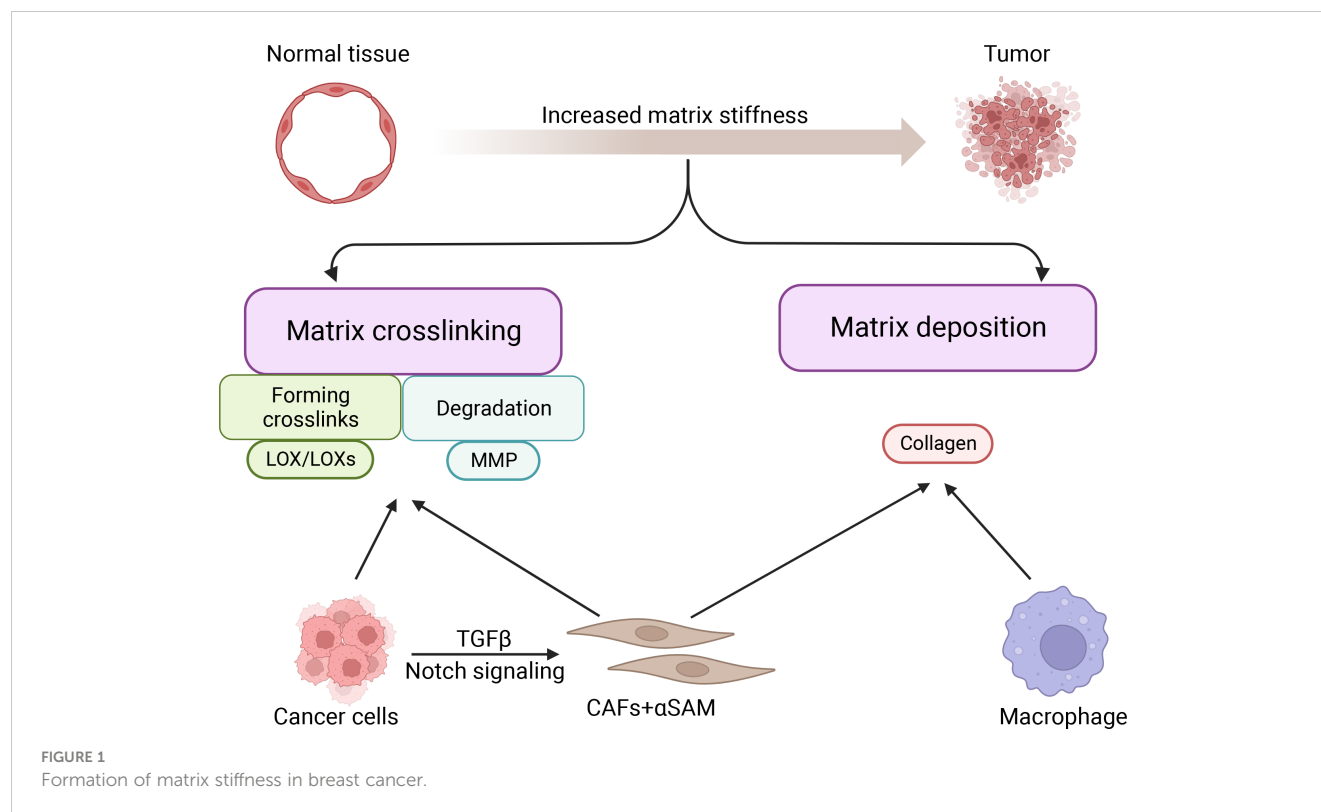 Normal tissue
Tumor
Increased matrix stiffness
Matrix crosslinking
Matrix deposition
Forming
crosslinks
Degradation
LOX/LOXs
MMP
Collagen
TGFβ
Notch signaling
Cancer cells
CAFs+αSAM
Macrophage
FIGURE 1
Formation of matrix stiffness in breast cancer.